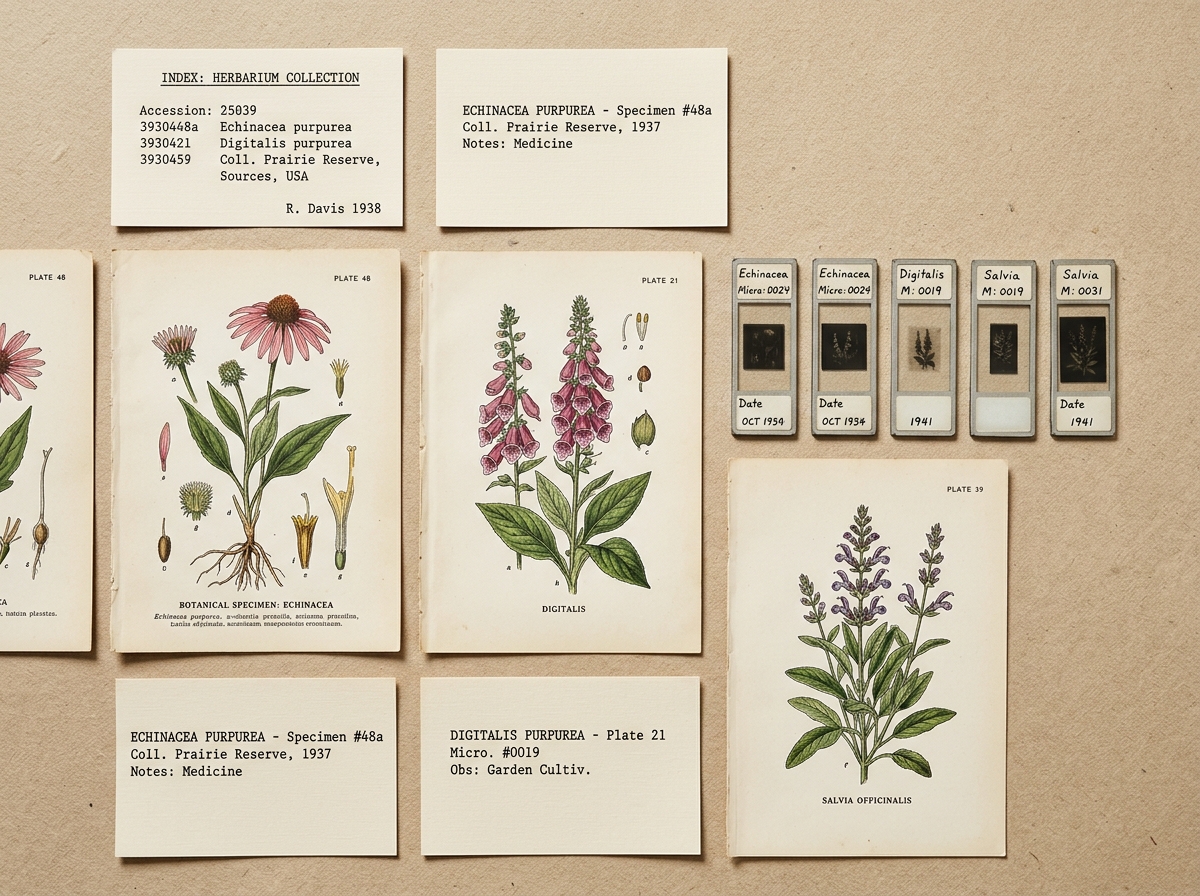 INDEX: HERBARIUM COLLECTION
Accession: 25039
3930448a Echinacea purpurea
3930421 Digitalis purpurea
3930459 Coll. Prairie Reserve,
Sources, USA
R. Davis 1938
ECHINACEA PURPUREA - Specimen #48a
Coll. Prairie Reserve, 1937
Notes: Medicine
PLATE 48
PLATE 48
BOTANICAL SPECIMEN: ECHINACEA
Echinacea purpurea,
PLATE 21
DIGITALIS
Echinacea
Micra: 0024
Date
OCT 1934
Echinacea
Micrc: 0024
Date
OCT 1934
Digitalis
M: 0019
1941
Salvia
M: 0019
Salvia
M: 0031
Date
1941
PLATE 39
SALVIA OFFICINALIS
ECHINACEA PURPUREA - Specimen #48a
Coll. Prairie Reserve, 1937
Notes: Medicine
DIGITALIS PURPUREA - Plate 21
Micro. #0019
Obs: Garden Cultiv.